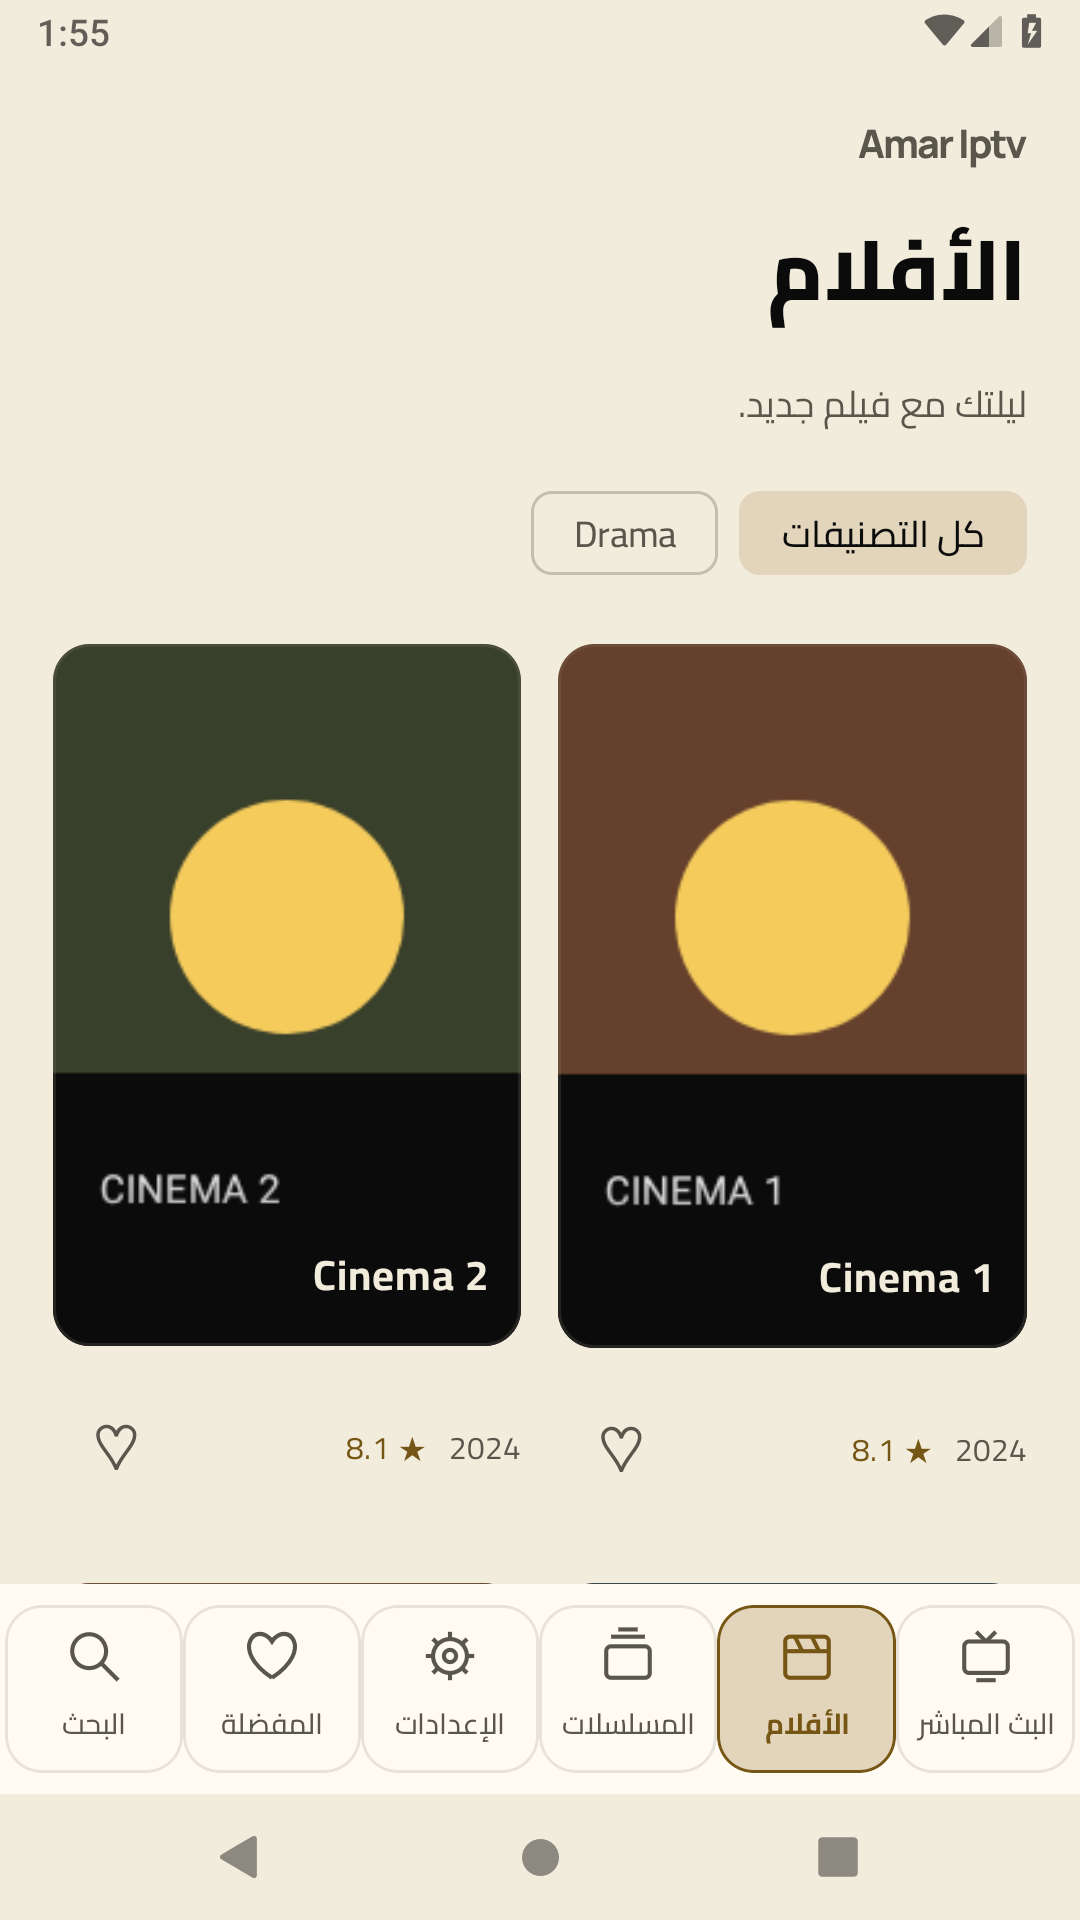 1:55
Amar Iptv
الأفلام
ليلتك مع فيلم جديد.
كل التصنيفات
Drama
CINEMA 1
Cinema 1
CINEMA 2
Cinema 2
2024 ★ 8.1
2024 ★ 8.1
البث المباشر
الأفلام
المسلسلات
الإعدادات
المفضلة
البحث